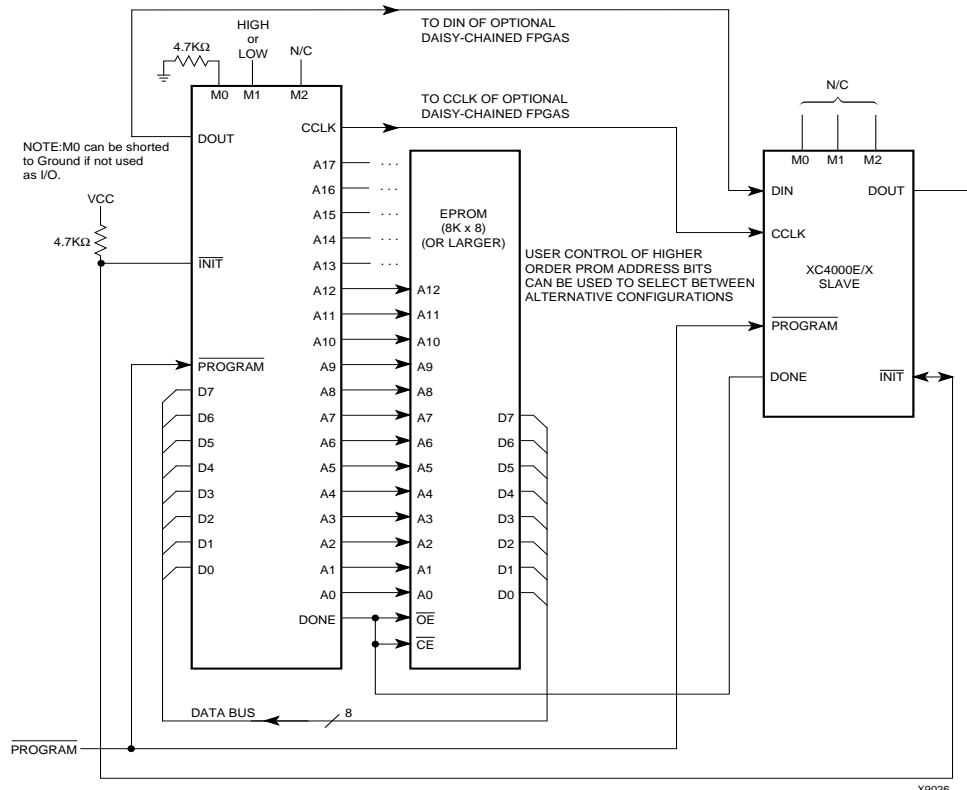 TO DIN OF OPTIONAL
DAISY-CHAINED FPGAS
HIGH
or
LOW
4.7KΩ
N/C
M0 M1 M2
TO CCLK OF OPTIONAL
DAISY-CHAINED FPGAS
N/C
M0 M1 M2
NOTE:M0 can be shorted
to Ground if not used
as I/O.
VCC
4.7KΩ
DOUT
INIT
PROGRAM
D7
D6
D5
D4
D3
D2
D1
D0
CCLK
A17 ...
A16 ...
A15 ...
A14 ...
A13 ...
A12
A11
A10
A9
A8
A7
A6
A5
A4
A3
A2
A1
A0
DONE
EPROM
(8K x 8)
(OR LARGER)
A12
A11
A10
A9
A8
A7
A6
A5
A4
A3
A2
A1
A0
OE
CE
D7
D6
D5
D4
D3
D2
D1
D0
USER CONTROL OF HIGHER
ORDER PROM ADDRESS BITS
CAN BE USED TO SELECT BETWEEN
ALTERNATIVE CONFIGURATIONS
DIN
DOUT
CCLK
XC4000E/X
SLAVE
PROGRAM
DONE
INIT
DATA BUS
8
PROGRAM
X9026